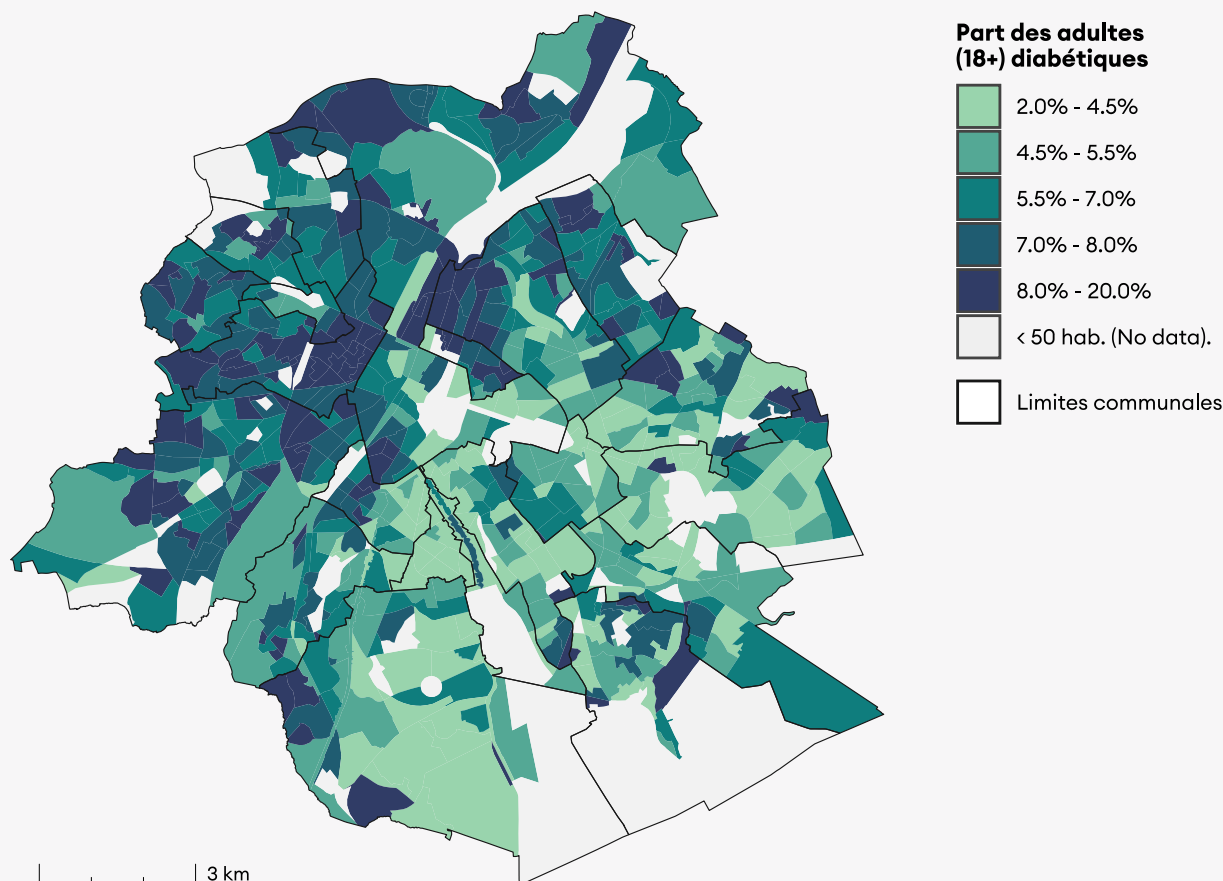 Part des adultes
(18+) diabétiques
2.0% - 4.5%
4.5% - 5.5%
5.5% - 7.0%
7.0% - 8.0%
8.0% - 20.0%
< 50 hab. (No data).
Limites communales
3 km